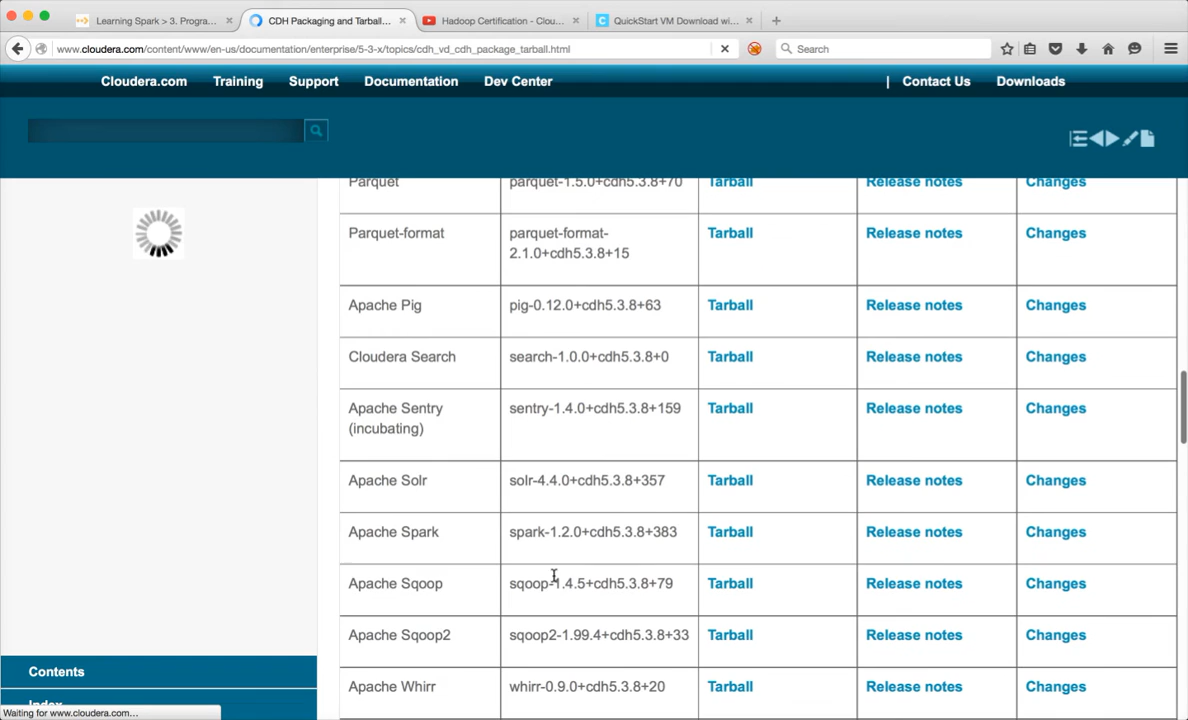 Learning Spark > 3. Progra...
CDH Packaging and Tarball...
Hadoop Certification - Clou...
QuickStart VM Download wi...
www.cloudera.com/content/www/en-us/documentation/enterprise/5-3-x/topics/cdh_vd_cdh_package_tarball.html
Search
Cloudera.com Training Support Documentation Dev Center | Contact Us Downloads
Parquet parquet-1.5.0+cdh5.3.8+70 Tarball Release notes Changes
Parquet-format parquet-format- Tarball Release notes Changes
2.1.0+cdh5.3.8+15
Apache Pig pig-0.12.0+cdh5.3.8+63 Tarball Release notes Changes
Cloudera Search search-1.0.0+cdh5.3.8+0 Tarball Release notes Changes
Apache Sentry sentry-1.4.0+cdh5.3.8+159 Tarball Release notes Changes
(incubating)
Apache Solr solr-4.4.0+cdh5.3.8+357 Tarball Release notes Changes
Apache Spark spark-1.2.0+cdh5.3.8+383 Tarball Release notes Changes
Apache Sqoop sqoop-1.4.5+cdh5.3.8+79 Tarball Release notes Changes
Apache Sqoop2 sqoop2-1.99.4+cdh5.3.8+33 Tarball Release notes Changes
Apache Whirr whirr-0.9.0+cdh5.3.8+20 Tarball Release notes Changes
Contents
Index
Waiting for www.cloudera.com...